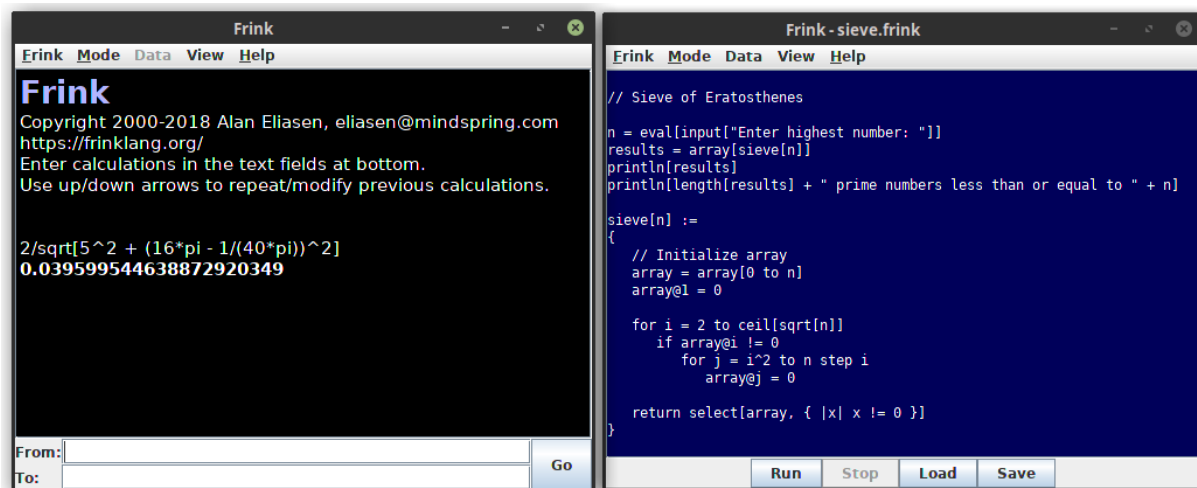 Frink
Frink Mode Data View Help
Frink
Copyright 2000-2018 Alan Eliasen, eliasen@mindspring.com
https://frinklang.org/
Enter calculations in the text fields at bottom.
Use up/down arrows to repeat/modify previous calculations.
2/sqrt[5^2 + (16*pi - 1/(40*pi))^2]
0.039599544638872920349
From:
To:
Go
Frink - sieve.frink
Frink Mode Data View Help
// Sieve of Eratosthenes
n = eval[input["Enter highest number: "]]
results = array[sieve[n]]
println[results]
println[length[results] + " prime numbers less than or equal to " + n]
sieve[n] :=
{
// Initialize array
array = array[0 to n]
array@1 = 0
for i = 2 to ceil[sqrt[n]]
if array@i != 0
for j = i^2 to n step i
array@j = 0
return select[array, { |x| x != 0 }]
}
Run Stop Load Save